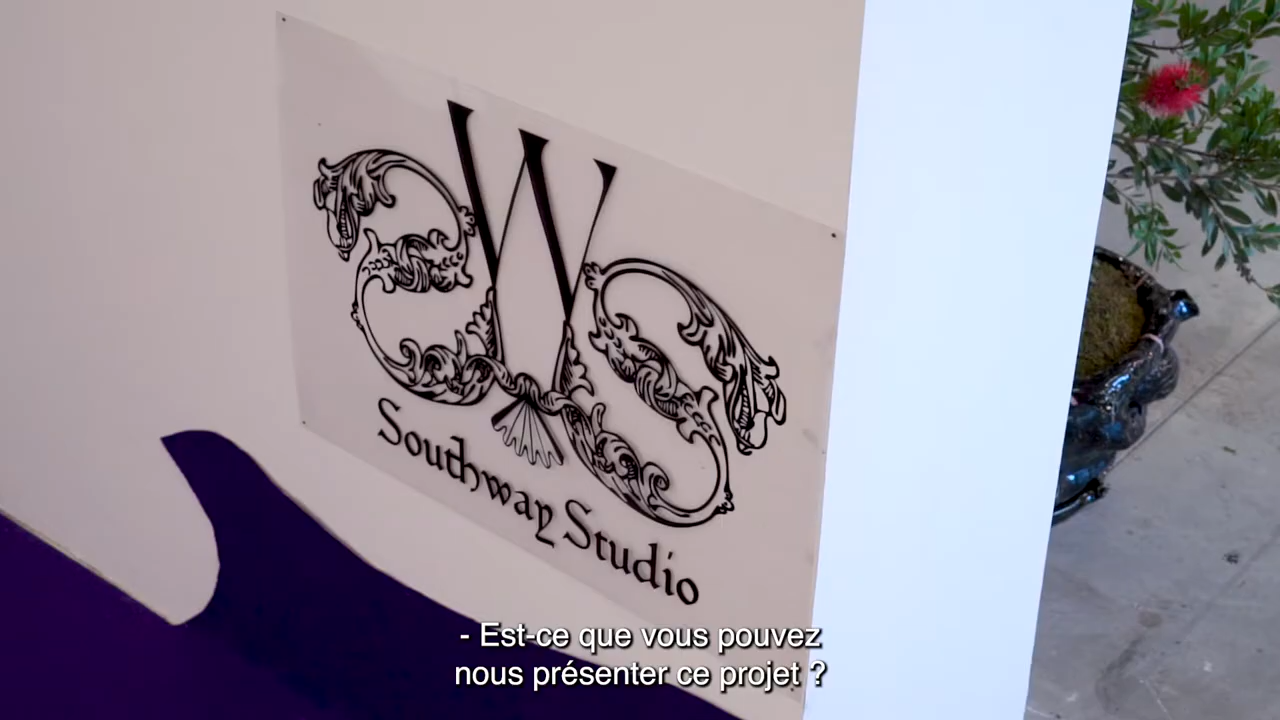 SWS
Southway Studio
- Est-ce que vous pouvez
nous présenter ce projet ?